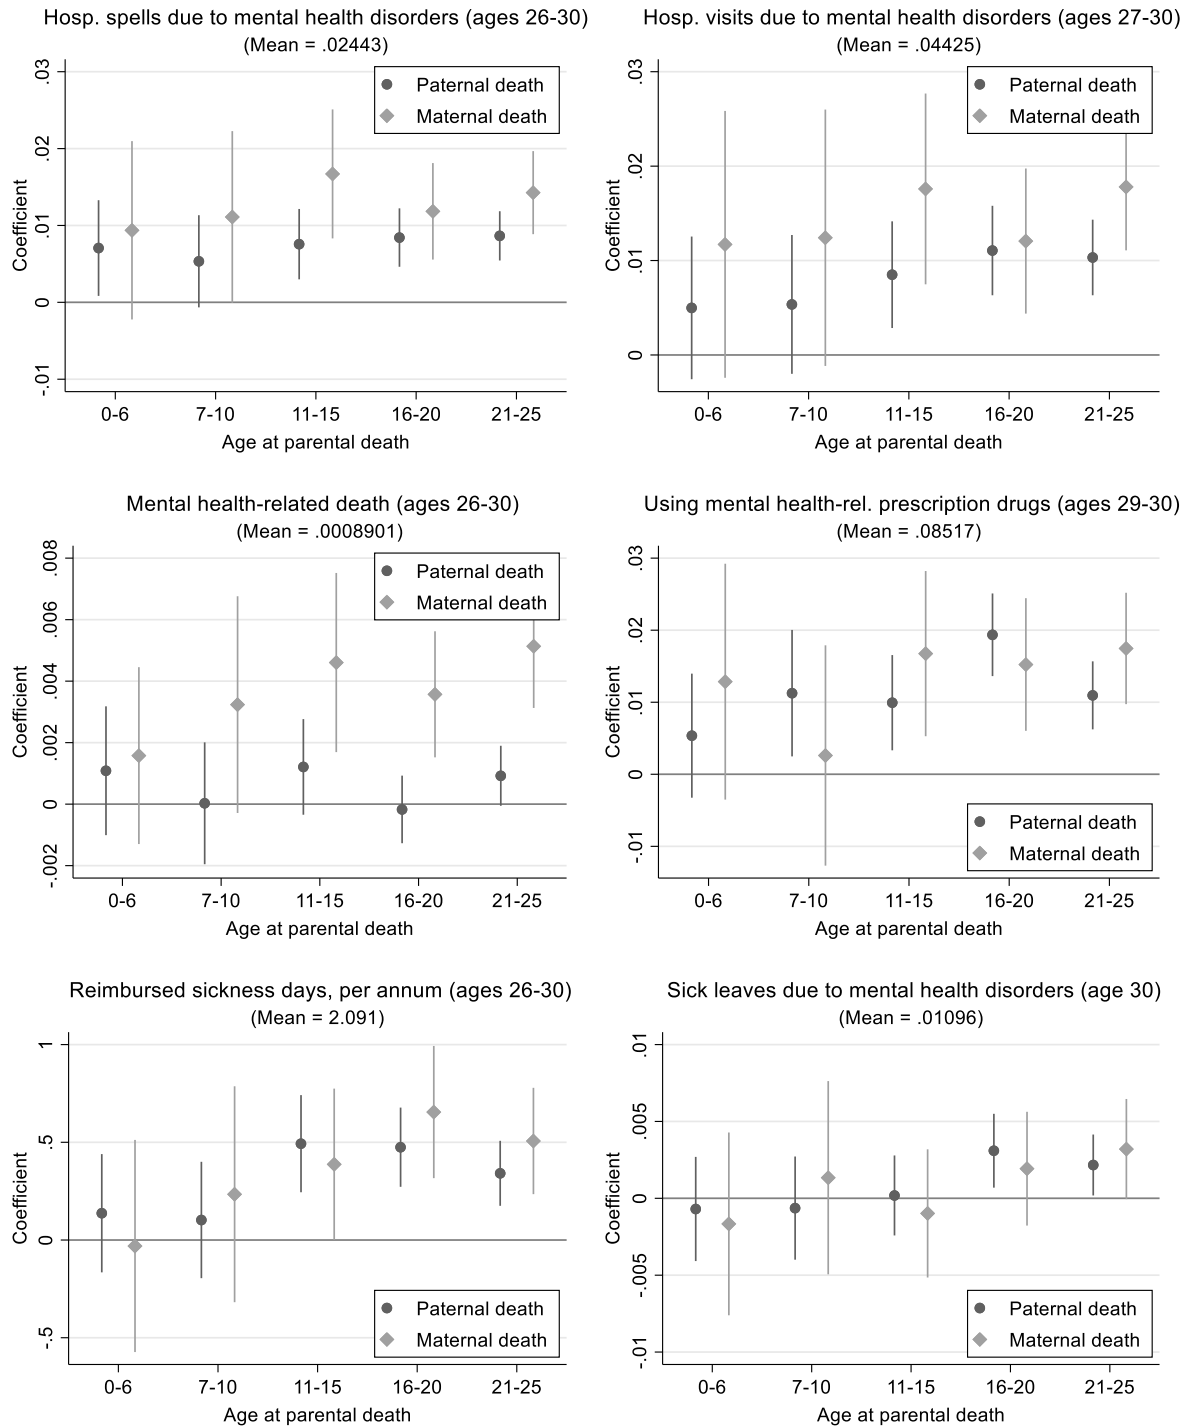 Hosp. spells due to mental health disorders (ages 26-30)
(Mean = .02443)
Paternal death
Maternal death
Coefficient
.03
.02
.01
0
-.01
0-6 7-10 11-15 16-20 21-25
Age at parental death
Hosp. visits due to mental health disorders (ages 27-30)
(Mean = .04425)
Paternal death
Maternal death
Coefficient
.03
.02
.01
0
0-6 7-10 11-15 16-20 21-25
Age at parental death
Mental health-related death (ages 26-30)
(Mean = .0008901)
Paternal death
Maternal death
Coefficient
.008
.006
.004
.002
0
-.002
0-6 7-10 11-15 16-20 21-25
Age at parental death
Using mental health-rel. prescription drugs (ages 29-30)
(Mean = .08517)
Coefficient
.03
.02
.01
0
-.01
Paternal death
Maternal death
0-6 7-10 11-15 16-20 21-25
Age at parental death
Reimbursed sickness days, per annum (ages 26-30)
(Mean = 2.091)
Coefficient
1
.5
0
-.5
Paternal death
Maternal death
0-6 7-10 11-15 16-20 21-25
Age at parental death
Sick leaves due to mental health disorders (age 30)
(Mean = .01096)
Coefficient
.01
.005
0
-.005
-.01
Paternal death
Maternal death
0-6 7-10 11-15 16-20 21-25
Age at parental death